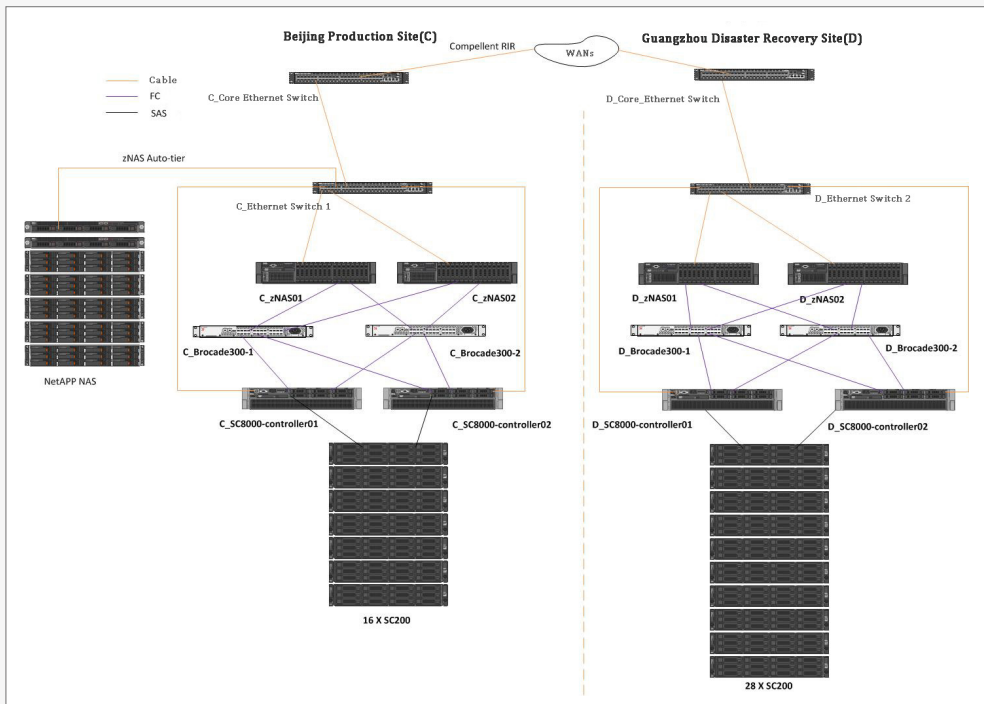 Beijing Production Site(C)
Guangzhou Disaster Recovery Site(D)
Compellent RIR
WANs
Cable
FC
SAS
C_Core Ethernet Switch
D_Core_Ethernet Switch
zNAS Auto-tier
C_Ethernet Switch 1
D_Ethernet Switch 2
C_zNAS01
C_zNAS02
D_zNAS01
D_zNAS02
C_Brocade300-1
C_Brocade300-2
D_Brocade300-1
D_Brocade300-2
NetAPP NAS
C_SC8000-controller01
C_SC8000-controller02
D_SC8000-controller01
D_SC8000-controller02
16 X SC200
28 X SC200